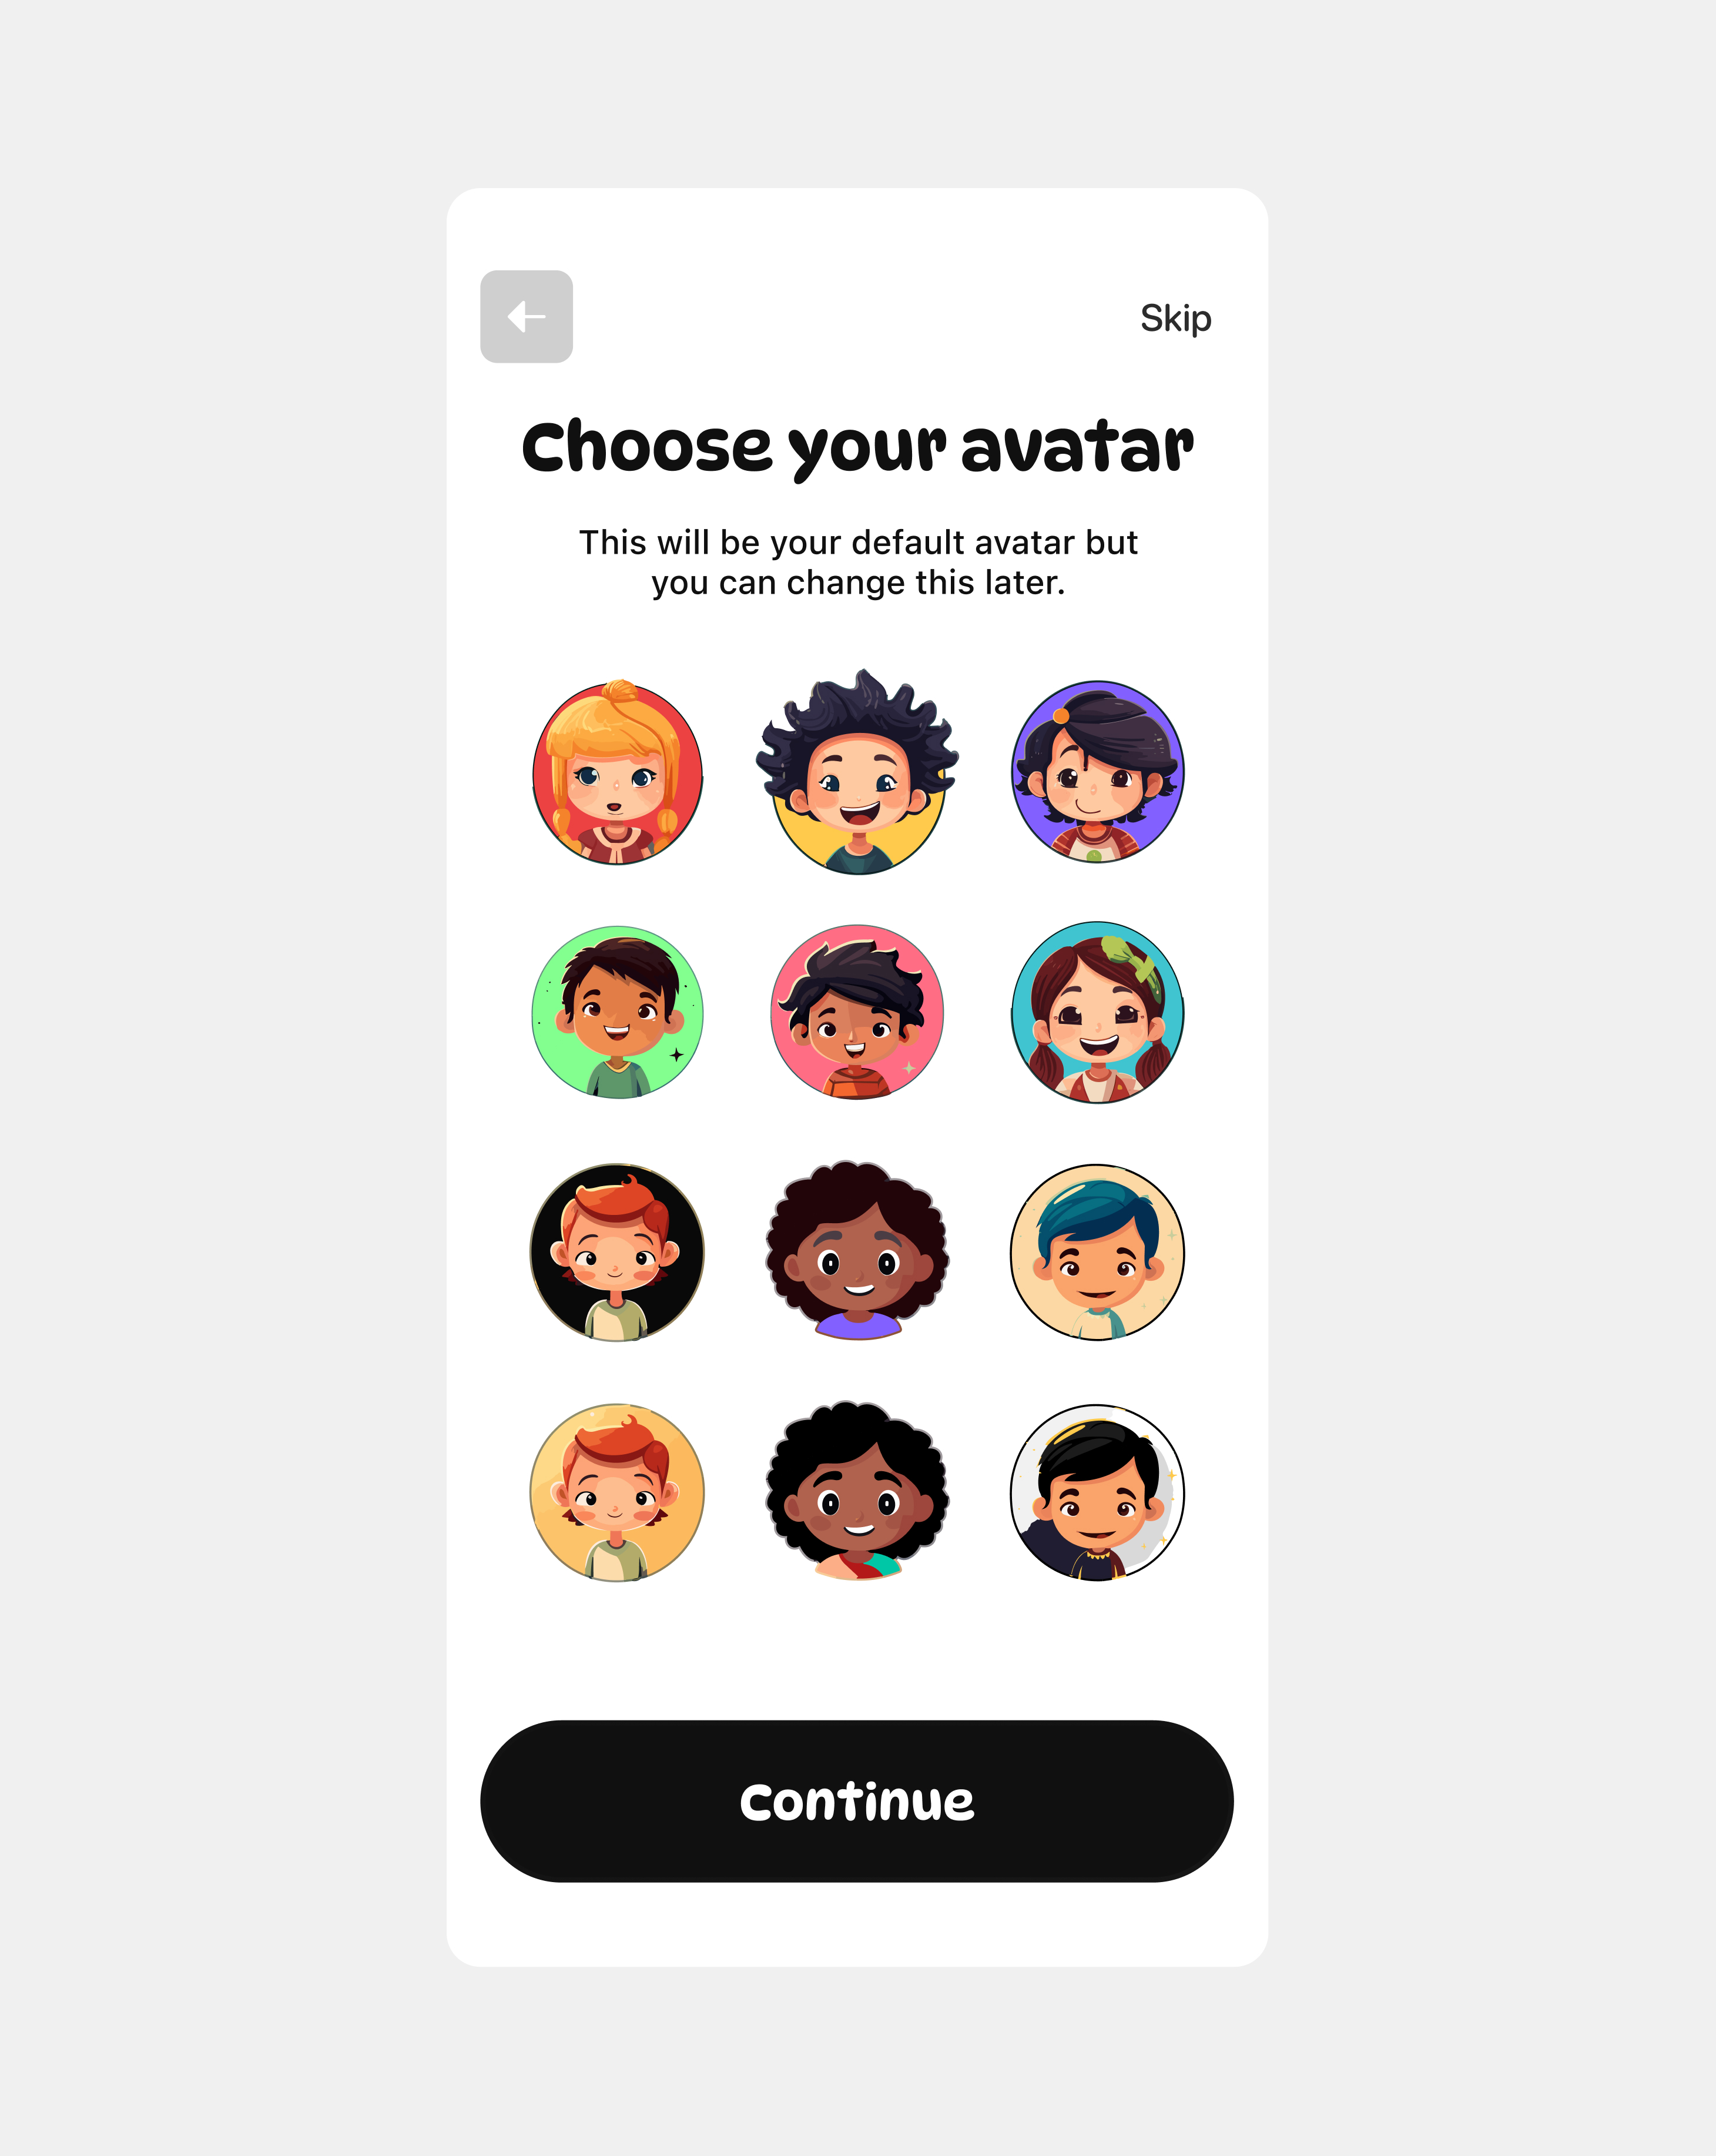 Skip
Choose your avatar
This will be your default avatar but
you can change this later.
Continue